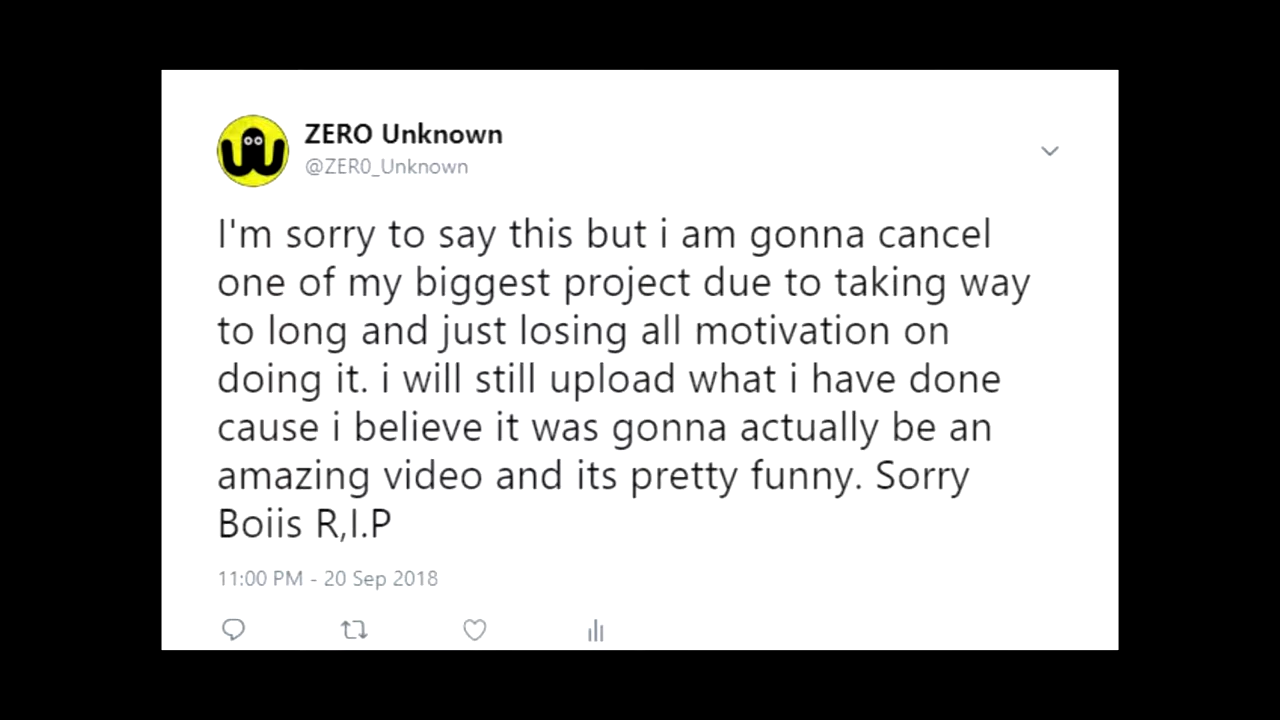 ZERO Unknown
@ZER0_Unknown
I'm sorry to say this but i am gonna cancel
one of my biggest project due to taking way
to long and just losing all motivation on
doing it. i will still upload what i have done
cause i believe it was gonna actually be an
amazing video and its pretty funny. Sorry
Boiis R,I.P
11:00 PM - 20 Sep 2018